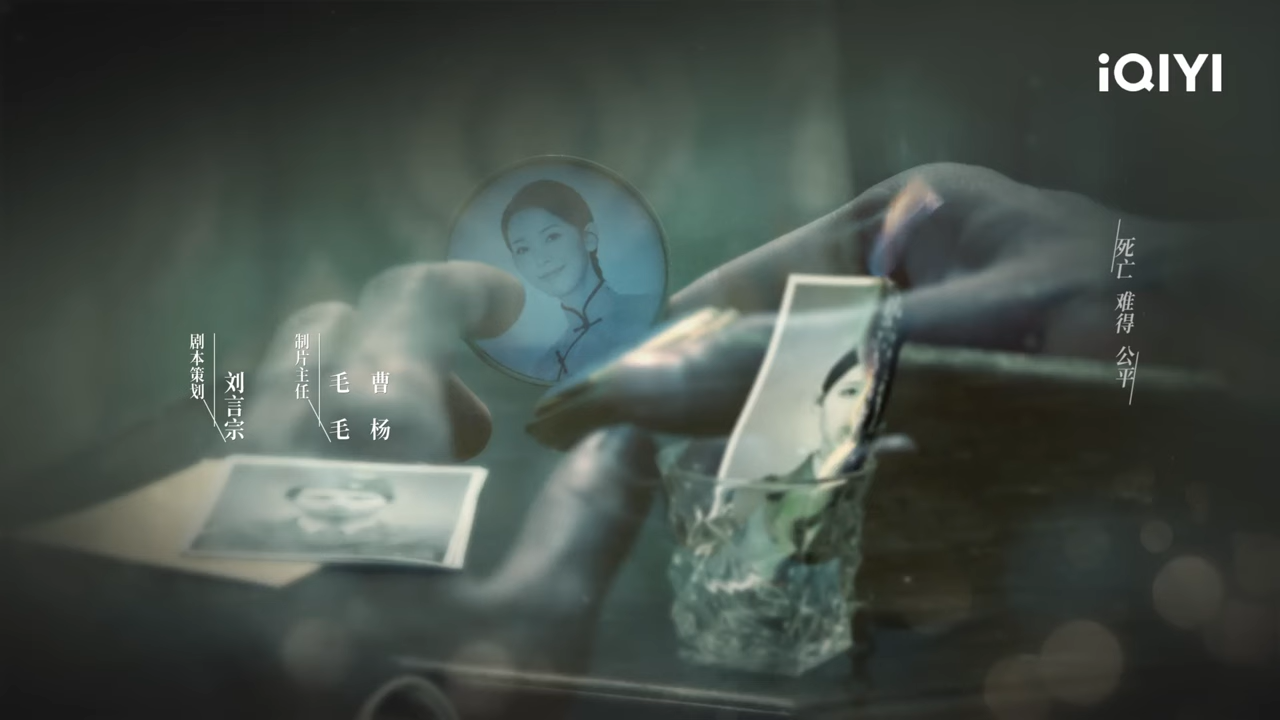 iQIYI
剧本策划
刘言宗
制片主任
毛毛
曹杨
死亡 难得 公平